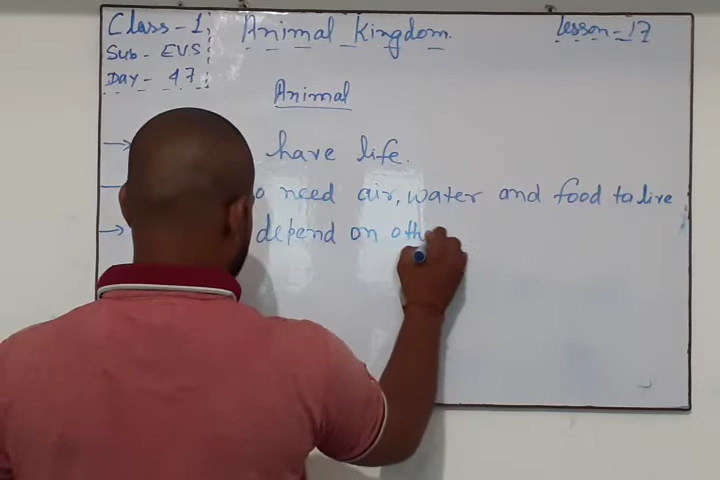 Class - 1
Animal Kingdom.
Lesson - 17
Sub - EVS
Day - 47
Animal
→ have life.
need air, water and food to live
→ depend on oth